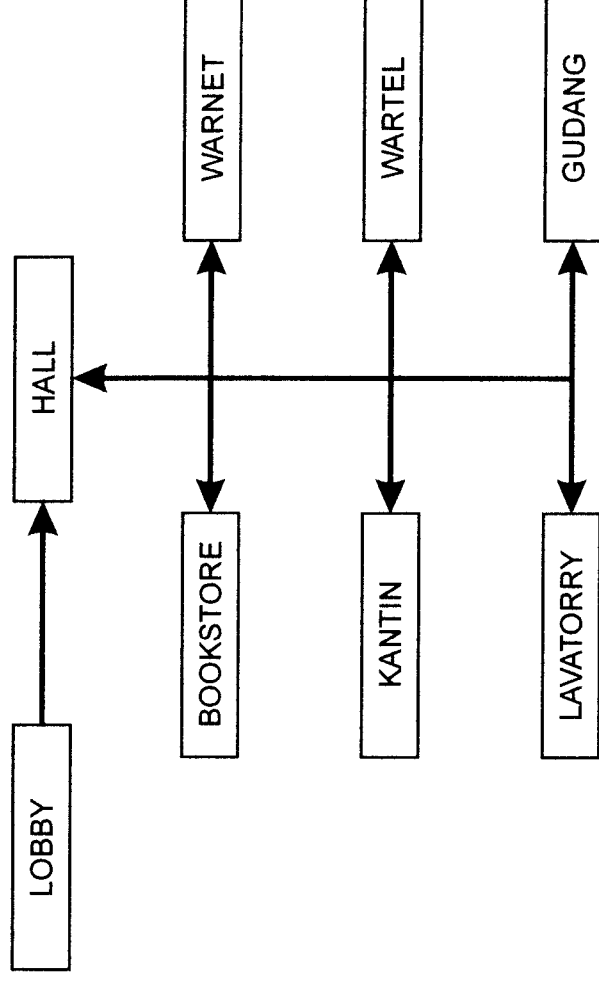 LOBBY
HALL
BOOKSTORE
WARNET
KANTIN
WARTEL
LAVATORRY
GUDANG